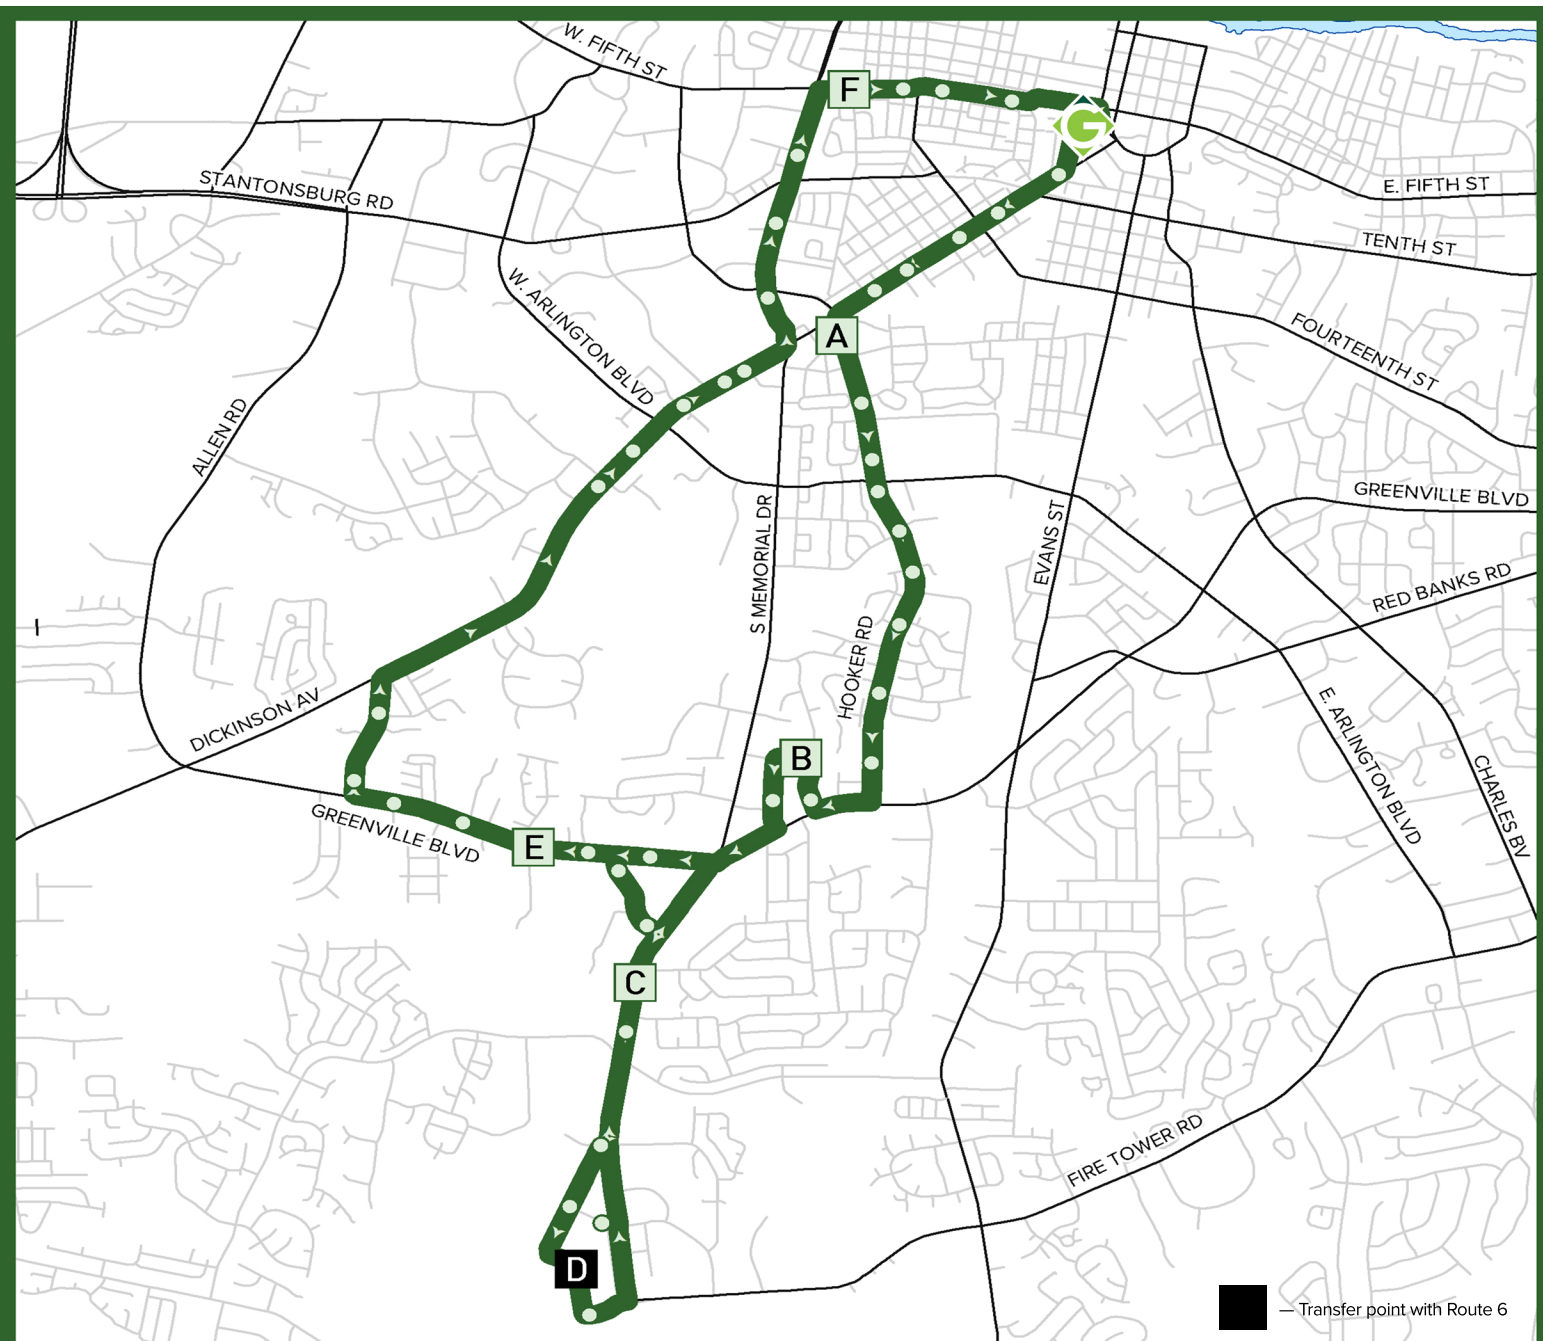 W. FIFTH ST
F
G
STANTONSBURG RD
E. FIFTH ST
TENTH ST
W. ARLINGTON BLVD
A
FOURTEENTH ST
ALLEN RD
GREENVILLE BLVD
S MEMORIAL DR
EVANS ST
RED BANKS RD
HOOKER RD
DICKINSON AV
E. ARLINGTON BLVD
B
CHARLES BV
GREENVILLE BLVD
E
C
FIRE TOWER RD
D
— Transfer point with Route 6